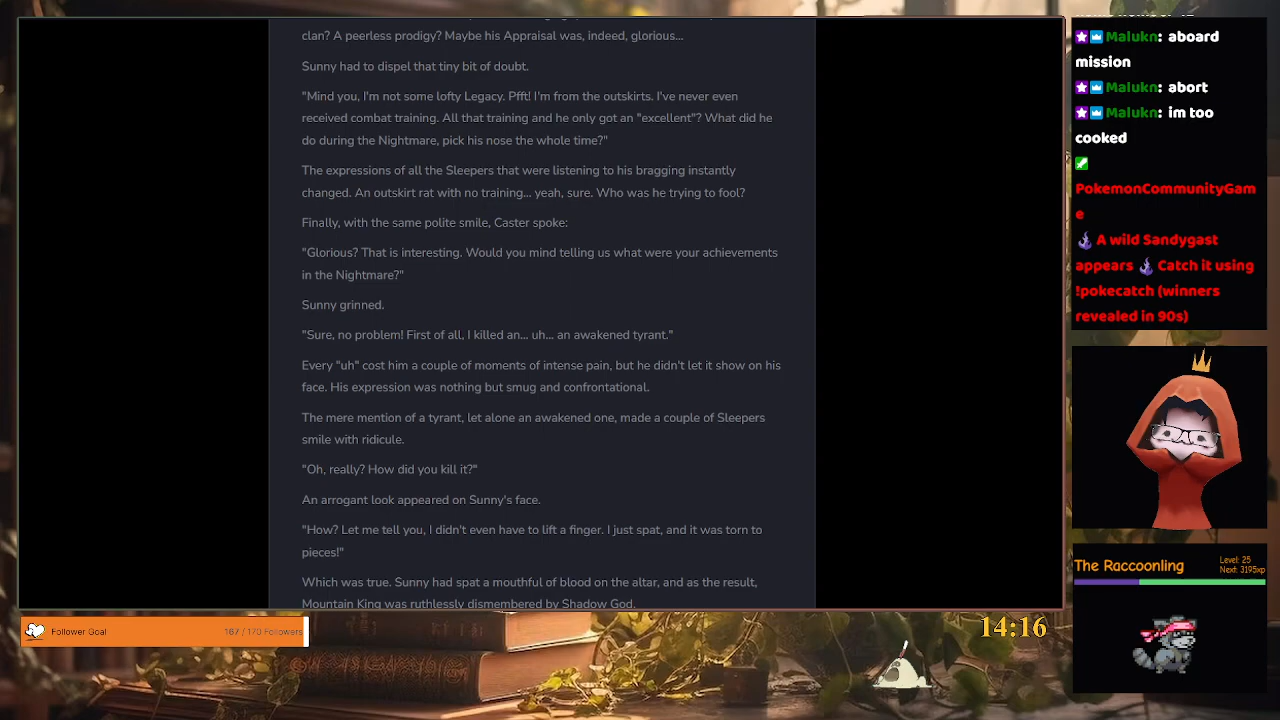 clan? A peerless prodigy? Maybe his Appraisal was, indeed, glorious...
Sunny had to dispel that tiny bit of doubt.
"Mind you, I'm not some lofty Legacy. Pfft! I'm from the outskirts. I've never even
received combat training. All that training and he only got an "excellent"? What did he
do during the Nightmare, pick his nose the whole time?"
The expressions of all the Sleepers that were listening to his bragging instantly
changed. An outskirt rat with no training... yeah, sure. Who was he trying to fool?
Finally, with the same polite smile, Caster spoke:
"Glorious? That is interesting. Would you mind telling us what were your achievements
in the Nightmare?"
Sunny grinned.
"Sure, no problem! First of all, I killed an... uh... an awakened tyrant."
Every "uh" cost him a couple of moments of intense pain, but he didn't let it show on his
face. His expression was nothing but smug and confrontational.
The mere mention of a tyrant, let alone an awakened one, made a couple of Sleepers
smile with ridicule.
"Oh, really? How did you kill it?"
An arrogant look appeared on Sunny's face.
"How? Let me tell you, I didn't even have to lift a finger. I just spat, and it was torn to
pieces!"
Which was true. Sunny had spat a mouthful of blood on the altar, and as the result,
Mountain King was ruthlessly dismembered by Shadow God.
Malukn: aboard
mission
Malukn: abort
Malukn: im too
cooked
PokemonCommunityGam
e
A wild Sandygast
appears Catch it using
!pokecatch (winners
revealed in 90s)
The Raccoonling
Level: 25
Next: 3195xp
Follower Goal
167 / 170 Followers
14:16